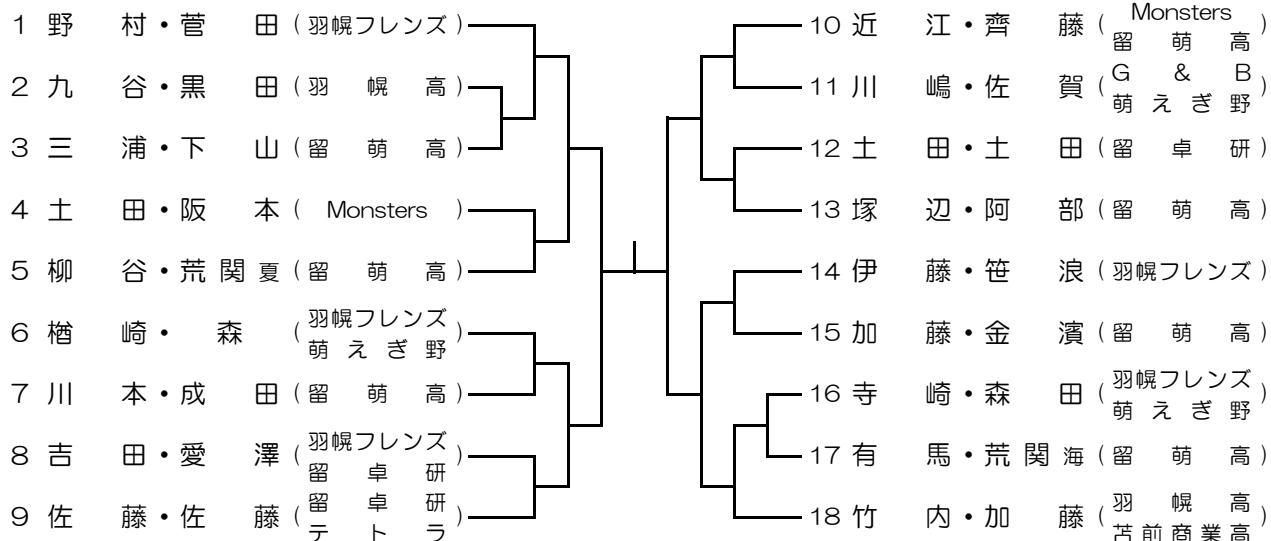 1 野村・菅田 (羽幌フレンズ)
2 九谷・黒田 (羽幌高)
3 三浦・下山 (留萌高)
4 土田・阪本 (Monsters)
5 柳谷・荒関夏 (留萌高)
6 楢崎・森 (羽幌フレンズ
萌えぎ野)
7 川本・成田 (留萌高)
8 吉田・愛澤 (羽幌フレンズ
留卓研)
9 佐藤・佐藤 (留卓研
テトラ)
10 近江・齊藤 (Monsters
留萌高)
11 川嶋・佐賀 (G & B
萌えぎ野)
12 土田・土田 (留卓研)
13 塚辺・阿部 (留萌高)
14 伊藤・笹浪 (羽幌フレンズ)
15 加藤・金濱 (留萌高)
16 寺崎・森田 (羽幌フレンズ
萌えぎ野)
17 有馬・荒関海 (留萌高)
18 竹内・加藤 (羽幌高
苫前商業高)